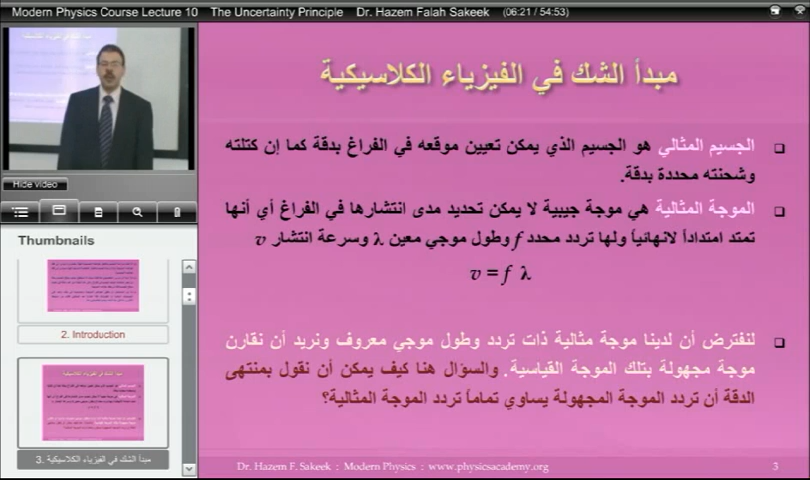 Modern Physics Course Lecture 10 The Uncertainty Principle Dr. Hazem Falah Sakeek (06:21 / 54:53)
Hide video
Thumbnails
2. Introduction
3. مبدأ الشك في الفيزياء الكلاسيكية
مبدأ الشك في الفيزياء الكلاسيكية
الجسيم المثالي هو الجسيم الذي يمكن تعيين موقعه في الفراغ بدقة كما إن كتلته
وشحنته محددة بدقة.
الموجة المثالية هي موجة جيبية لا يمكن تحديد مدى انتشارها في الفراغ أي أنها
تمتد امتداداً لانهائياً ولها تردد محدد f وطول موجي معين λ وسرعة انتشار v
v = f λ
لنفترض أن لدينا موجة مثالية ذات تردد وطول موجي معروف ونريد أن نقارن
موجة مجهولة بتلك الموجة القياسية. والسؤال هنا كيف يمكن أن نقول بمنتهى
الدقة أن تردد الموجة المجهولة يساوي تماماً تردد الموجة المثالية؟
Dr. Hazem F. Sakeek : Modern Physics : www.physicsacademy.org
3